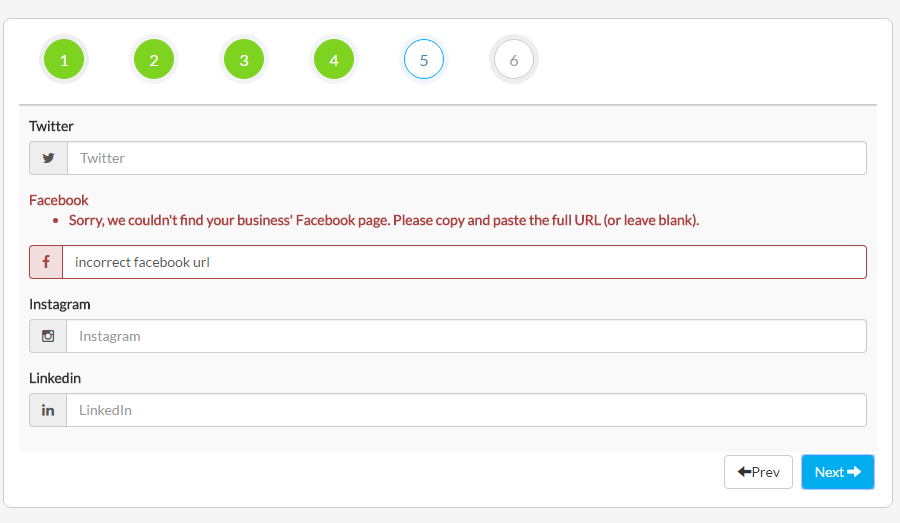 1 2 3 4 5 6
Twitter
Twitter
Facebook
• Sorry, we couldn't find your business' Facebook page. Please copy and paste the full URL (or leave blank).
f incorrect facebook url
Instagram
Instagram
Linkedin
in LinkedIn
Prev Next